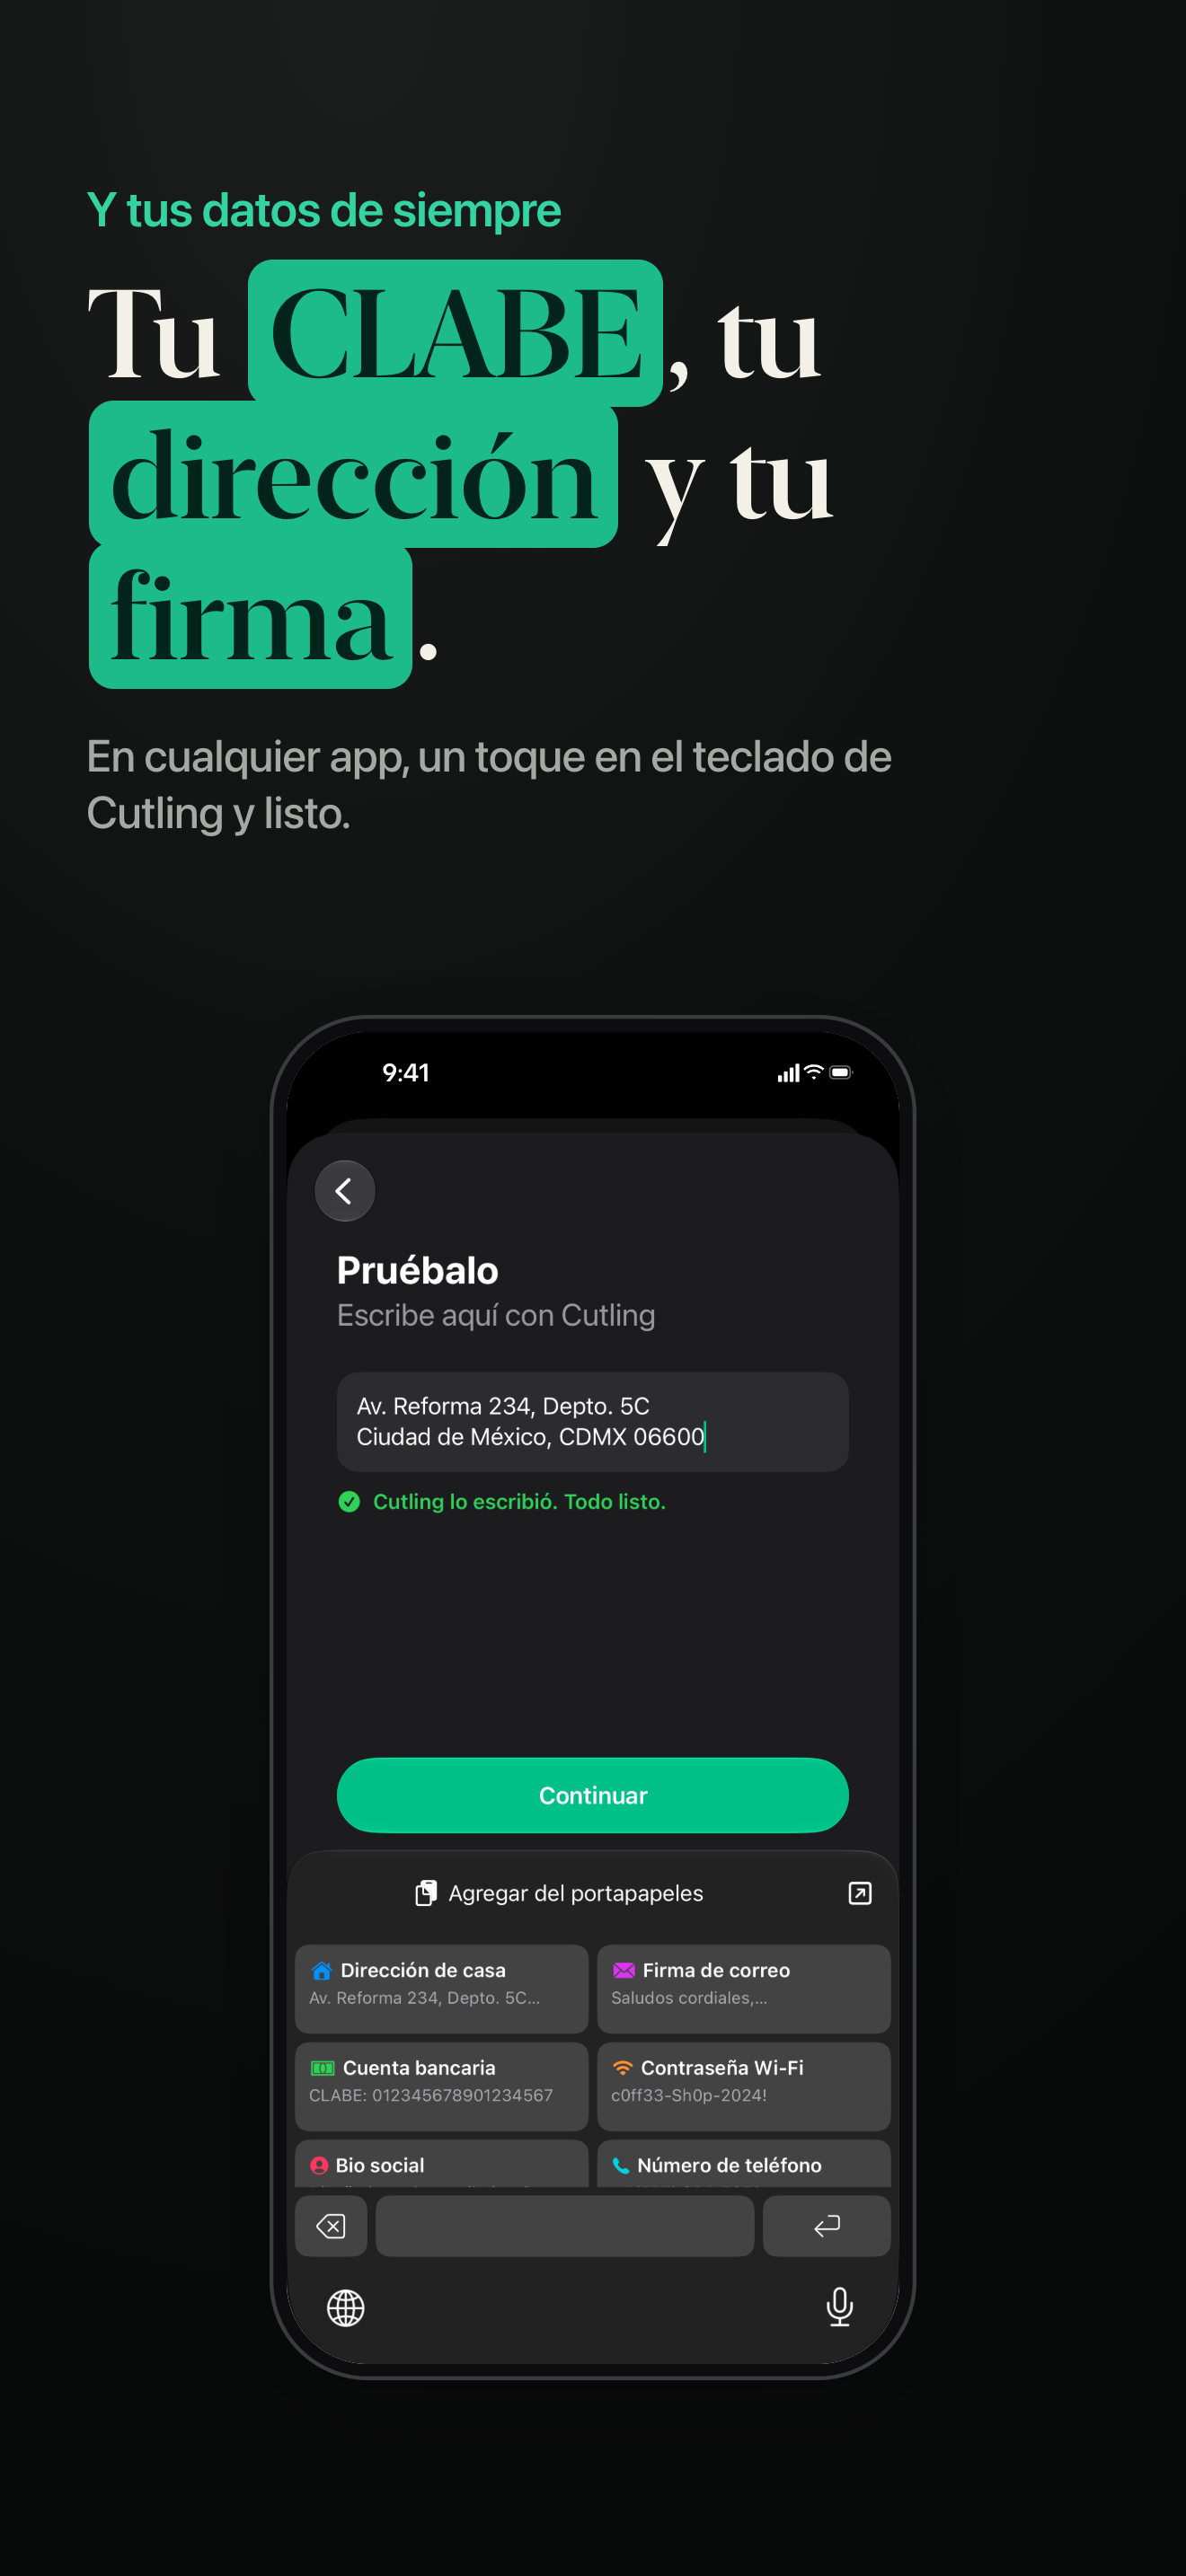 Y tus datos de siempre
Tu CLABE, tu
dirección y tu
firma.
En cualquier app, un toque en el teclado de
Cutling y listo.
9:41
Pruébalo
Escribe aquí con Cutling
Av. Reforma 234, Depto. 5C
Ciudad de México, CDMX 06600
Cutling lo escribió. Todo listo.
Continuar
Agregar del portapapeles
Dirección de casa
Av. Reforma 234, Depto. 5C...
Firma de correo
Saludos cordiales,...
Cuenta bancaria
CLABE: 012345678901234567
Contraseña Wi-Fi
c0ff33-Sh0p-2024!
Bio social
Número de teléfono